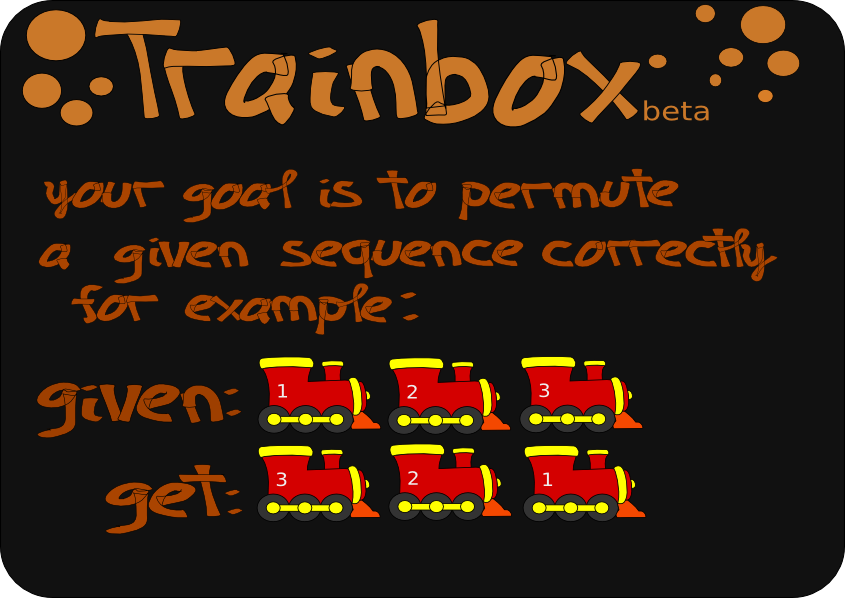 Trainbox beta
your goal is to permute
a given sequence correctly
for example:
given: 1 2 3
get: 3 2 1